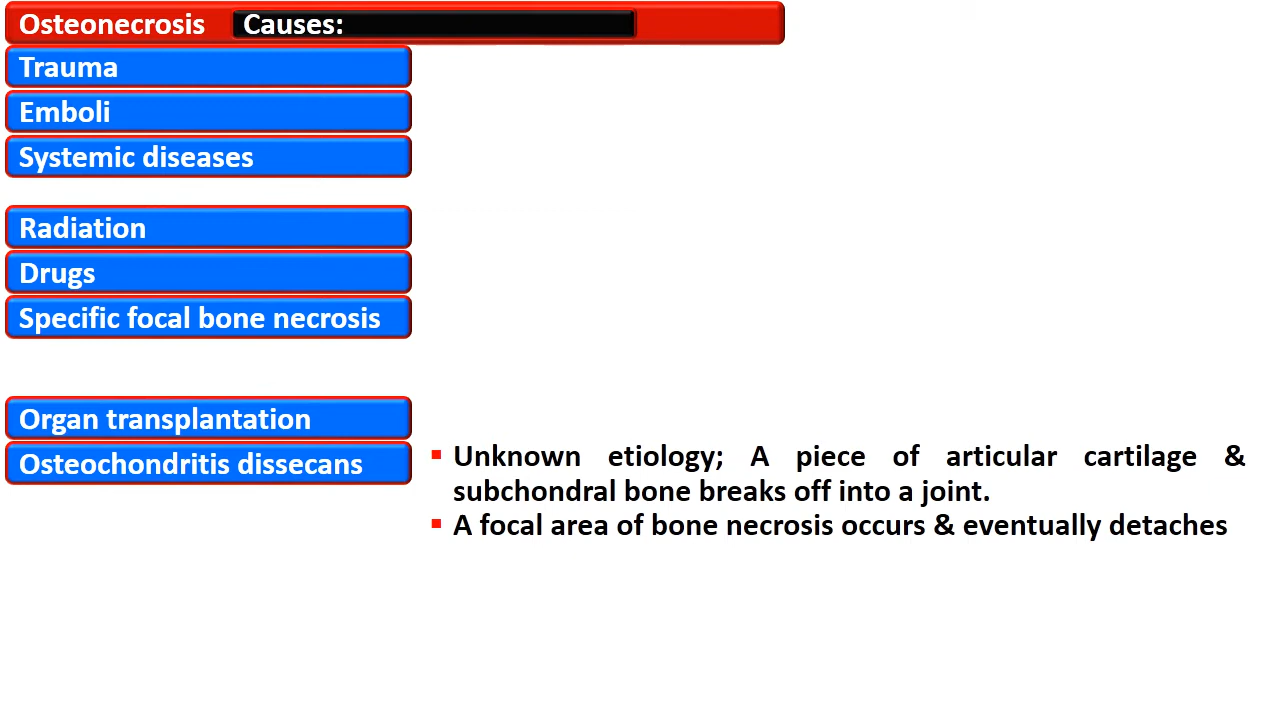 Osteonecrosis Causes:
Trauma
Emboli
Systemic diseases
Radiation
Drugs
Specific focal bone necrosis
Organ transplantation
Osteochondritis dissecans
Unknown etiology; A piece of articular cartilage &
subchondral bone breaks off into a joint.
A focal area of bone necrosis occurs & eventually detaches